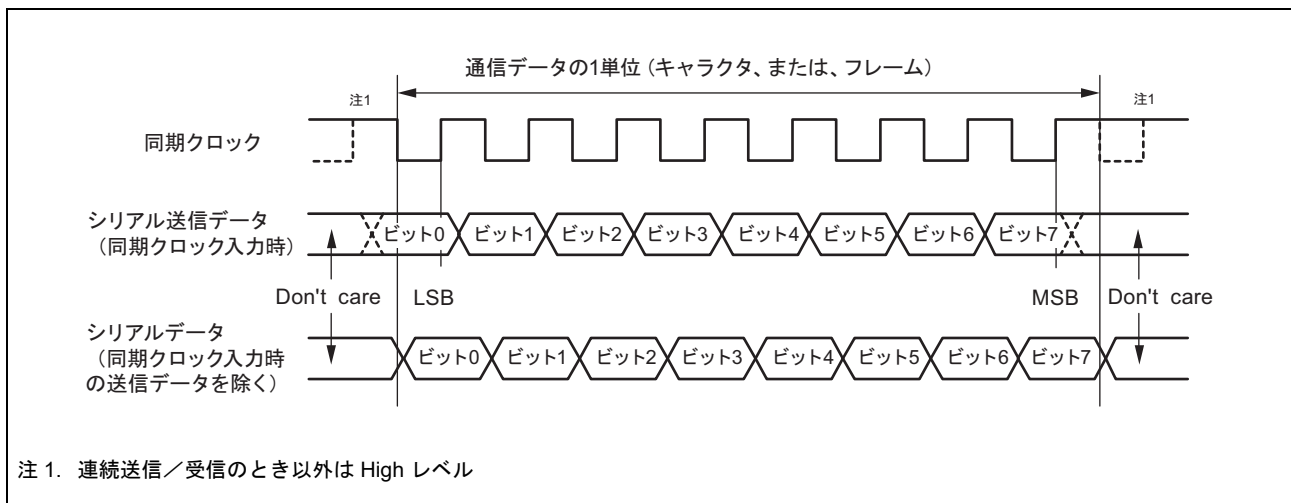 通信データの1単位（キャラクタ、または、フレーム）
注1
注1
同期クロック
シリアル送信データ
（同期クロック入力時）
ビット0 ビット1 ビット2 ビット3 ビット4 ビット5 ビット6 ビット7
Don't care LSB MSB Don't care
シリアルデータ
（同期クロック入力時
の送信データを除く）
ビット0 ビット1 ビット2 ビット3 ビット4 ビット5 ビット6 ビット7
注 1. 連続送信／受信のとき以外は High レベル